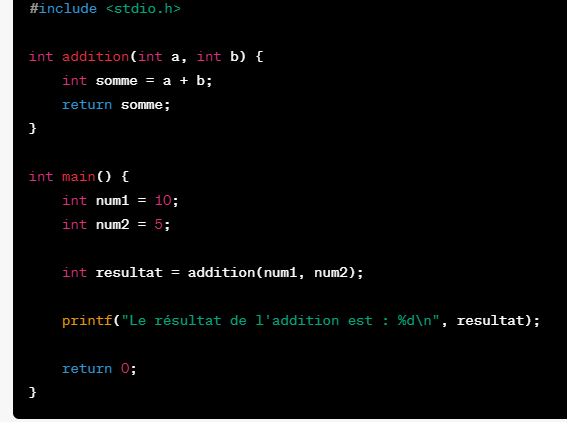 #include <stdio.h>
int addition(int a, int b) {
    int somme = a + b;
    return somme;
}
int main() {
    int num1 = 10;
    int num2 = 5;
    int resultat = addition(num1, num2);
    printf("Le résultat de l'addition est : %d\n", resultat);
    return 0;
}